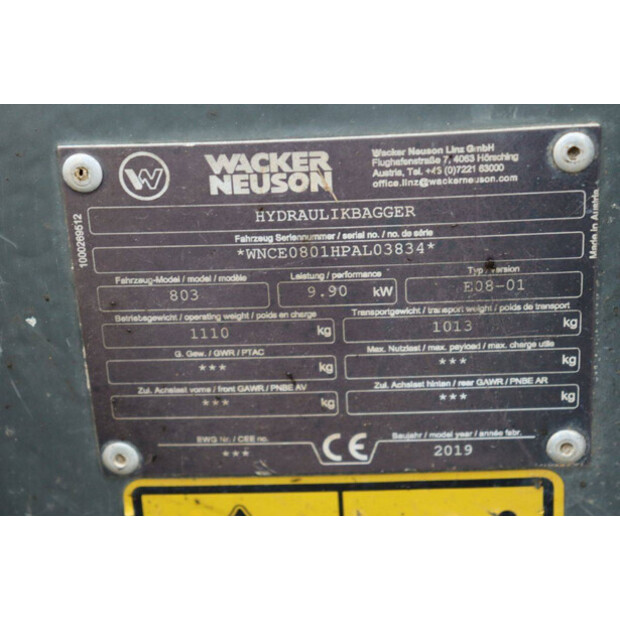 WACKER
NEUSON
Wacker Neuson Linz GmbH
Flughafenstraße 7, 4063 Hörsching
Austria, Tel. +43 (0)7221 63000
office.linz@wackerneuson.com
HYDRAULIKBAGGER
Fahrzeug Seriennummer / serial no. / no. de série
*WNCE0801HPAL03834*
Fahrzeug-Model / model / modèle
803
Leistung / performance
9.90 kW
Typ / version
E08-01
Betriebsgewicht / operating weight / poids en charge
1110 kg
Transportgewicht / transport weight / poids de transport
1013 kg
G. Gew. / GWR / PTAC
*** kg
Max. Nutzlast / max. payload / max. charge utile
*** kg
Zul. Achslast vorne / front GAWR / PNBE AV
*** kg
Zul. Achslast hinten / rear GAWR / PNBE AR
*** kg
EWG Nr. / CEE no.
***
CE
Baujahr / model year / année fabr.
2019
1000269512
Made in Austria